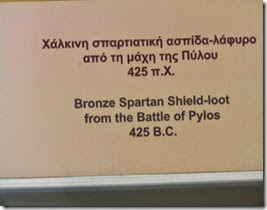 Χάλκινη σπαρτιατική ασπίδα-λάφυρο
από τη μάχη της Πύλου
425 π.Χ.
Bronze Spartan Shield-loot
from the Battle of Pylos
425 B.C.